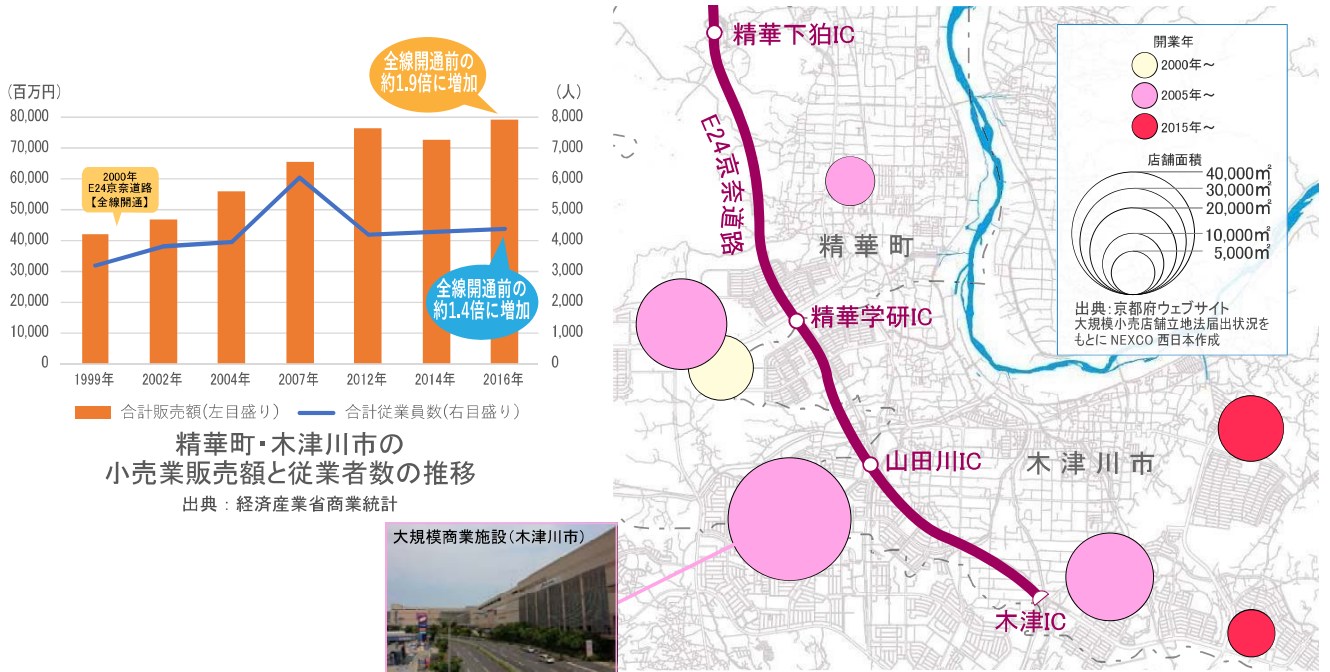 (百万円)
(人)
80,000
70,000
60,000
50,000
40,000
30,000
20,000
10,000
0
8,000
7,000
6,000
5,000
4,000
3,000
2,000
1,000
0
全線開通前の
約1.9倍に増加
2000年
E24京奈道路
【全線開通】
全線開通前の
約1.4倍に増加
1999年
2002年
2004年
2007年
2012年
2014年
2016年
合計販売額(左目盛り)
合計従業員数(右目盛り)
精華町・木津川市の
小売業販売額と従業者数の推移
出典：経済産業省商業統計
大規模商業施設(木津川市)
精華下狛IC
E24京奈道路
精華町
精華学研IC
山田川IC
木津川市
木津IC
開業年
2000年～
2005年～
2015年～
店舗面積
40,000㎡
30,000㎡
20,000㎡
10,000㎡
5,000㎡
出典：京都府ウェブサイト
大規模小売店舗立地法届出状況を
もとに NEXCO 西日本作成